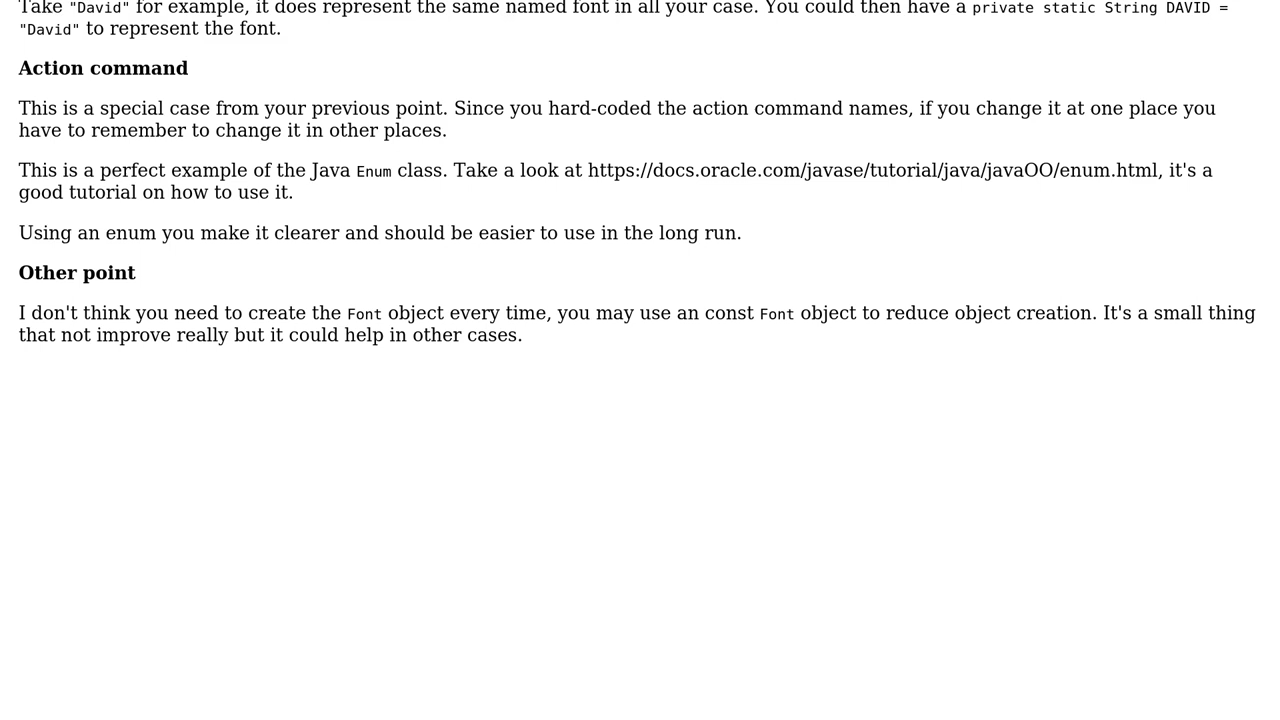 Take "David" for example, it does represent the same named font in all your case. You could then have a private static String DAVID =
"David" to represent the font.
Action command
This is a special case from your previous point. Since you hard-coded the action command names, if you change it at one place you
have to remember to change it in other places.
This is a perfect example of the Java Enum class. Take a look at https://docs.oracle.com/javase/tutorial/java/javaOO/enum.html, it's a
good tutorial on how to use it.
Using an enum you make it clearer and should be easier to use in the long run.
Other point
I don't think you need to create the Font object every time, you may use an const Font object to reduce object creation. It's a small thing
that not improve really but it could help in other cases.